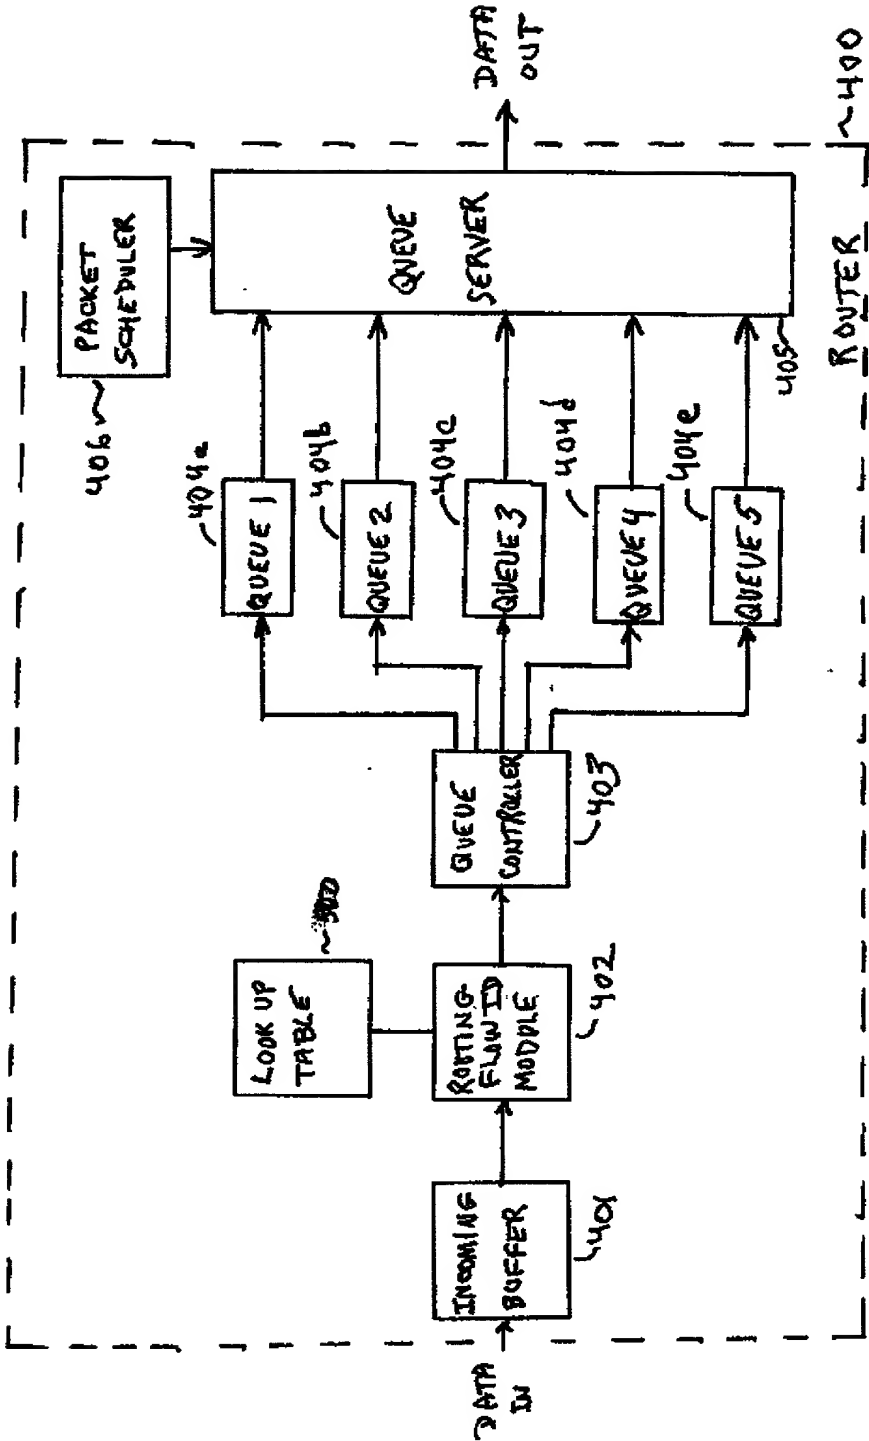 DATA
IN
INCOMING
BUFFER
401
LOOK UP
TABLE
ROUTING
FLOW ID
MODULE
402
QUEUE
CONTROLLER
403
QUEUE 1
404a
QUEUE 2
404b
QUEUE 3
404c
QUEUE 4
404d
QUEUE 5
404e
PACKET
SCHEDULER
406
QUEUE
SERVER
405
DATA
OUT
ROUTER
400